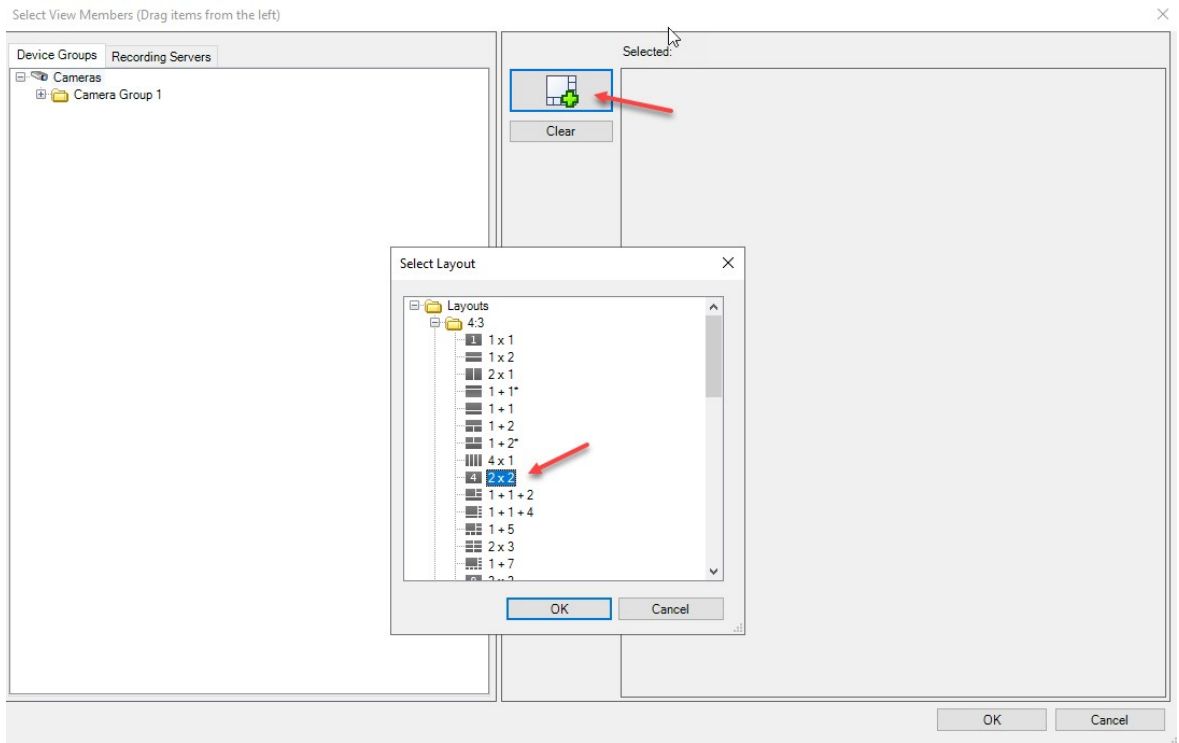 Select View Members (Drag items from the left)
Device Groups
Recording Servers
Selected:
Cameras
Camera Group 1
Clear
Select Layout
Layouts
4:3
1 1 x 1
1 x 2
2 x 1
1 + 1*
1 + 1
1 + 2
1 + 2*
4 x 1
4 2 x 2
1 + 1 + 2
1 + 1 + 4
1 + 5
2 x 3
1 + 7
OK
Cancel
OK
Cancel